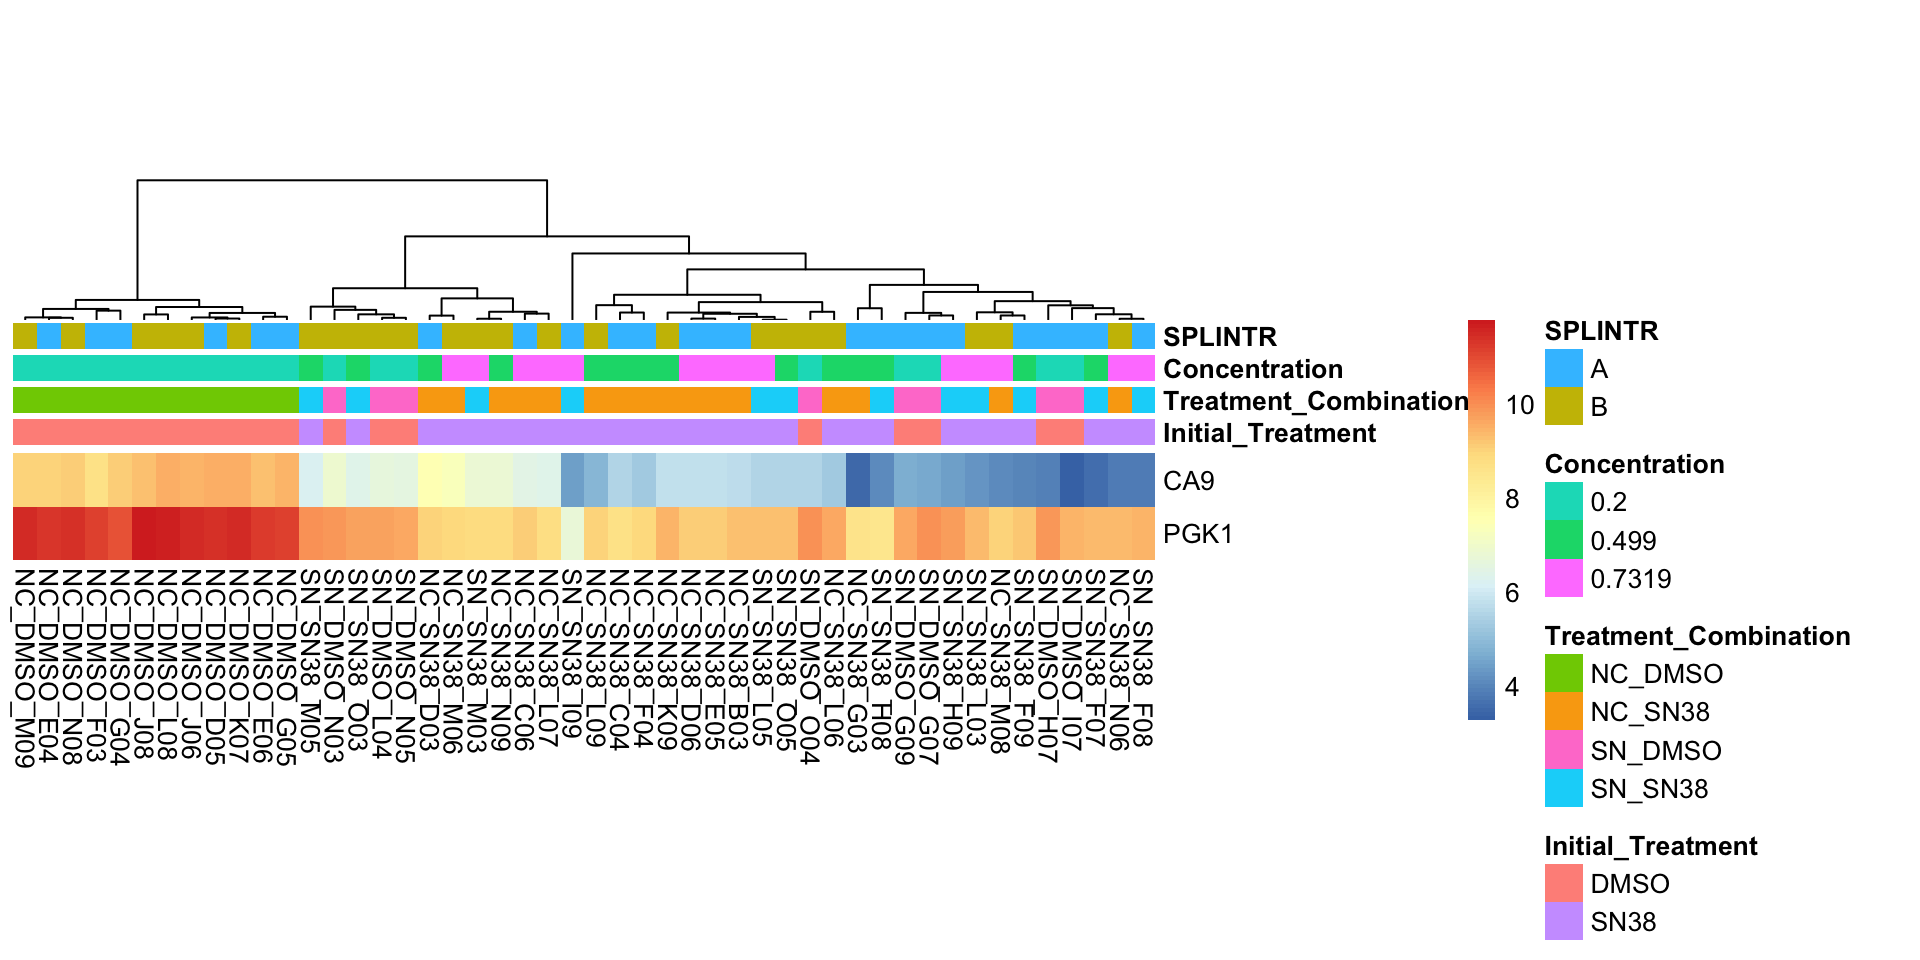 SPLINTR
Concentration
Treatment_Combination
Initial_Treatment
CA9
PGK1
NC_DMSO_M09
NC_DMSO_E04
NC_DMSO_N08
NC_DMSO_F03
NC_DMSO_G04
NC_DMSO_J08
NC_DMSO_L08
NC_DMSO_J06
NC_DMSO_D05
NC_DMSO_K07
NC_DMSO_E06
NC_DMSO_G05
SN_SN38_M05
SN_DMSO_N03
SN_SN38_O03
SN_DMSO_L04
SN_DMSO_N05
NC_SN38_D03
NC_SN38_M06
SN_SN38_M03
NC_SN38_N09
NC_SN38_C06
NC_SN38_L07
SN_SN38_I09
NC_SN38_L09
NC_SN38_C04
NC_SN38_F04
NC_SN38_K09
NC_SN38_D06
NC_SN38_E05
NC_SN38_B03
SN_SN38_L05
SN_SN38_O05
SN_DMSO_O04
NC_SN38_L06
NC_SN38_G03
SN_SN38_H08
SN_DMSO_G09
SN_DMSO_G07
SN_SN38_H09
SN_SN38_L03
NC_SN38_M08
SN_SN38_F09
SN_DMSO_H07
SN_DMSO_I07
SN_SN38_F07
NC_SN38_N06
SN_SN38_F08
10
8
6
4
SPLINTR
A
B
Concentration
0.2
0.499
0.7319
Treatment_Combination
NC_DMSO
NC_SN38
SN_DMSO
SN_SN38
Initial_Treatment
DMSO
SN38